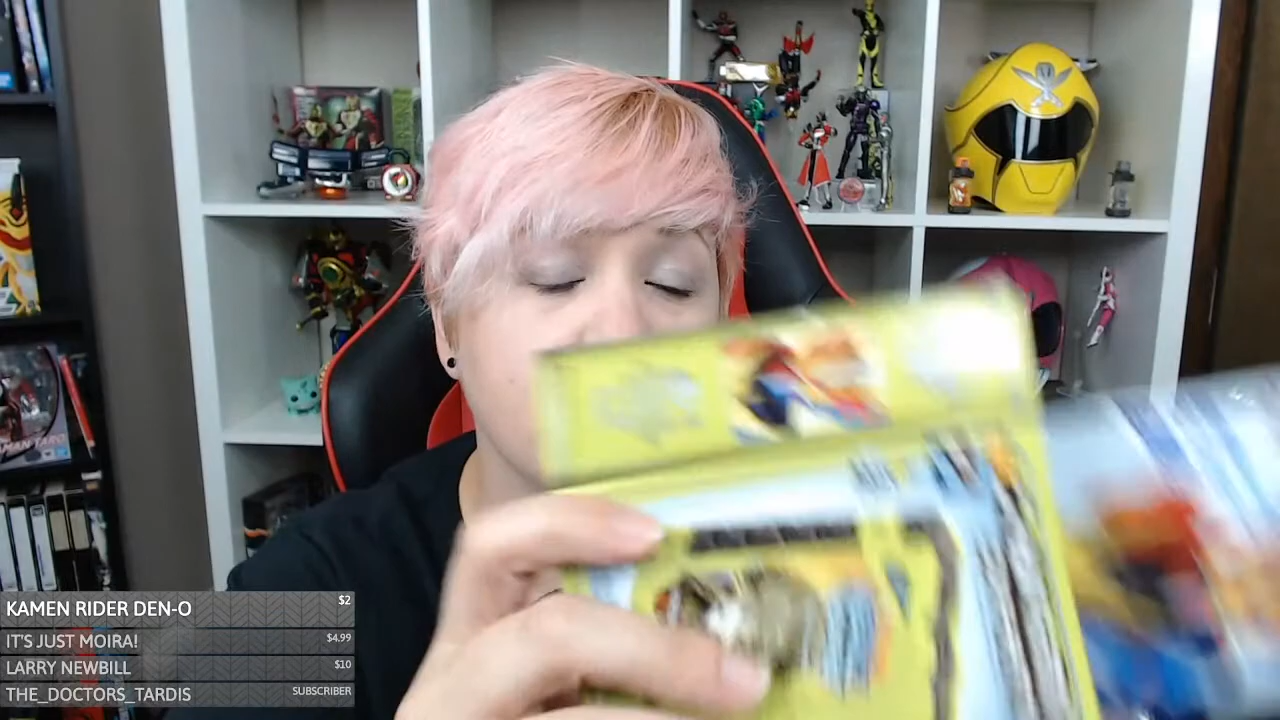 KAMEN RIDER DEN-O $2
IT'S JUST MOIRA! $4.99
LARRY NEWBILL $10
THE_DOCTORS_TARDIS SUBSCRIBER